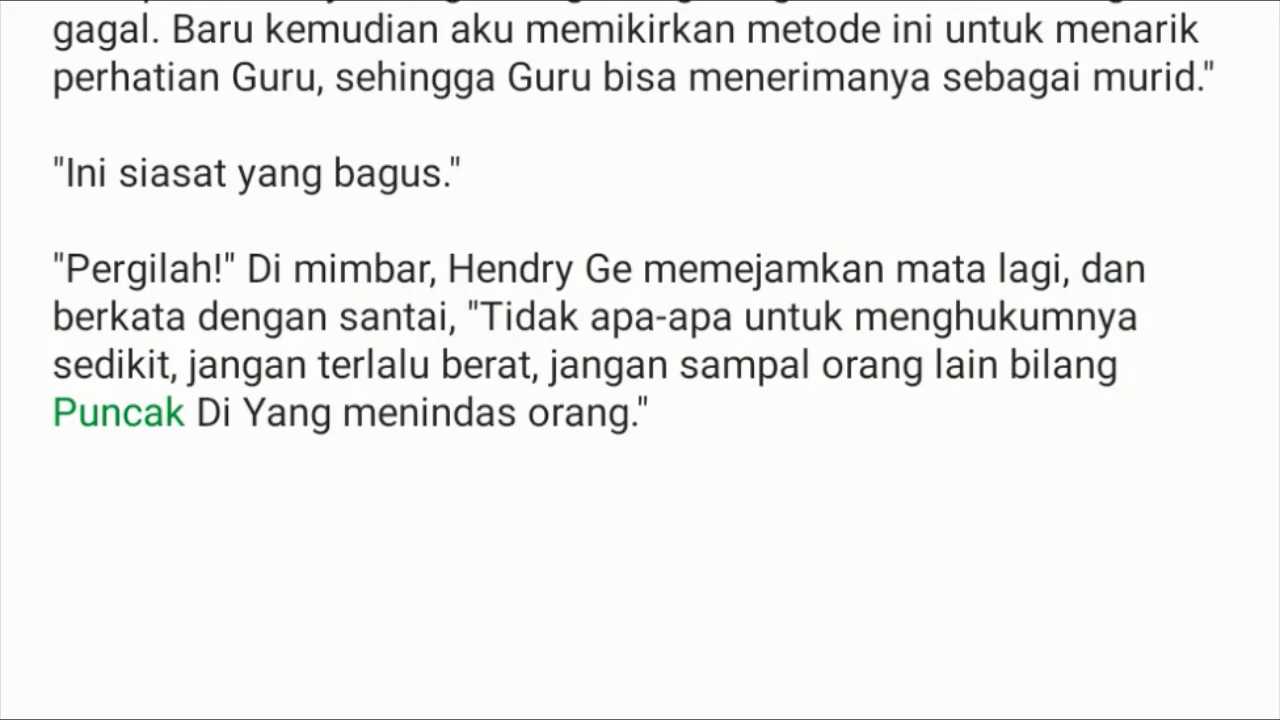 gagal. Baru kemudian aku memikirkan metode ini untuk menarik
perhatian Guru, sehingga Guru bisa menerimanya sebagai murid."
"Ini siasat yang bagus."
"Pergilah!" Di mimbar, Hendry Ge memejamkan mata lagi, dan
berkata dengan santai, "Tidak apa-apa untuk menghukumnya
sedikit, jangan terlalu berat, jangan sampal orang lain bilang
Puncak Di Yang menindas orang."